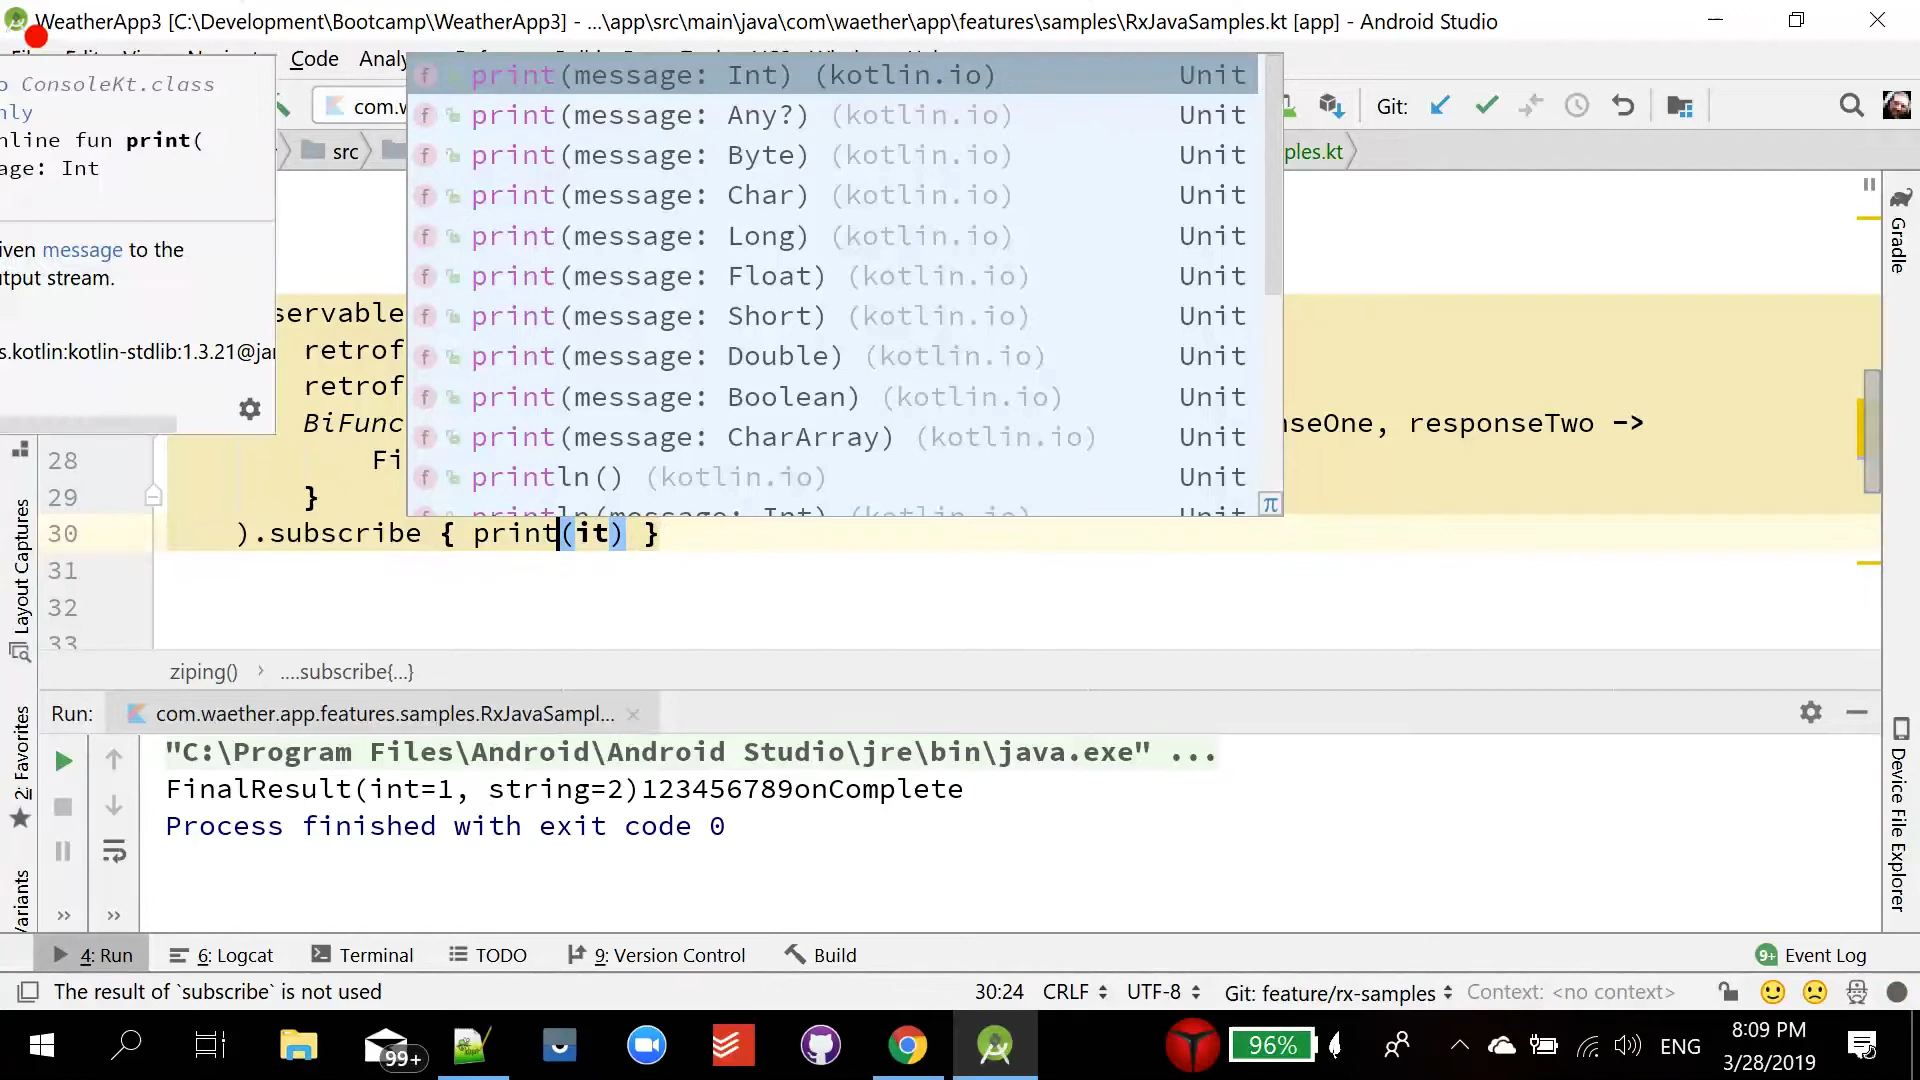 WeatherApp3 [C:\Development\Bootcamp\WeatherApp3] - ...\app\src\main\java\com\waether\app\features\samples\RxJavaSamples.kt [app] - Android Studio
Code Analy
com.w
Git:
src
ples.kt
o ConsoleKt.class
nly
nline fun print(
age: Int
iven message to the
tput stream.
s.kotlin:kotlin-stdlib:1.3.21@jar
print(message: Int) (kotlin.io) Unit
print(message: Any?) (kotlin.io) Unit
print(message: Byte) (kotlin.io) Unit
print(message: Char) (kotlin.io) Unit
print(message: Long) (kotlin.io) Unit
print(message: Float) (kotlin.io) Unit
print(message: Short) (kotlin.io) Unit
print(message: Double) (kotlin.io) Unit
print(message: Boolean) (kotlin.io) Unit
print(message: CharArray) (kotlin.io) Unit
println() (kotlin.io) Unit
println(message: Int) (kotlin.io) Unit
π
servable
retrof
retrof
BiFunc nseOne, responseTwo ->
28 Fi
29 }
30 ).subscribe { print(it) }
31
32
33
Gradle
Layout Captures
2: Favorites
Variants
Device File Explorer
ziping() › ....subscribe{...}
Run: com.waether.app.features.samples.RxJavaSampl...
"C:\Program Files\Android\Android Studio\jre\bin\java.exe" ...
FinalResult(int=1, string=2)123456789onComplete
Process finished with exit code 0
» »
4: Run 6: Logcat Terminal TODO 9: Version Control Build 9+ Event Log
The result of `subscribe` is not used 30:24 CRLF UTF-8 Git: feature/rx-samples Context: <no context>
99+ 96% ENG 8:09 PM
3/28/2019